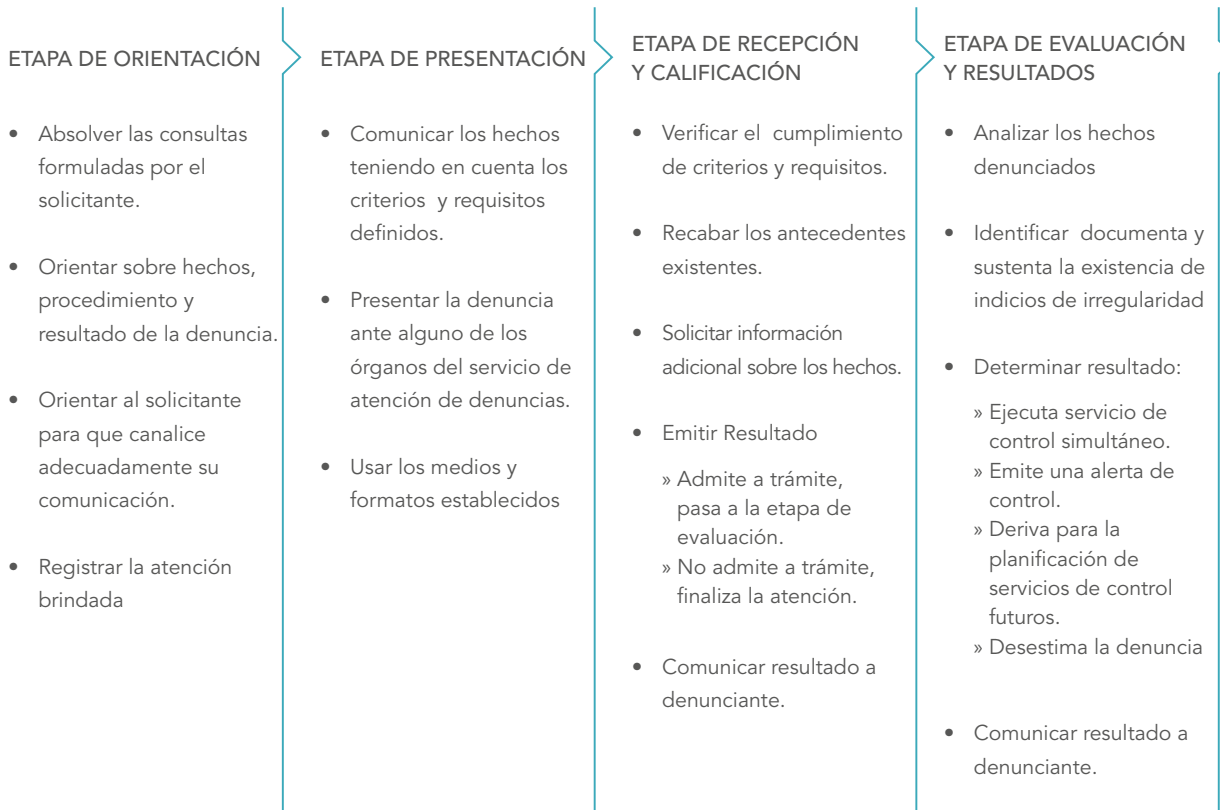 ETAPA DE ORIENTACIÓN
• Absolver las consultas
formuladas por el
solicitante.
• Orientar sobre hechos,
procedimiento y
resultado de la denuncia.
• Orientar al solicitante
para que canalice
adecuadamente su
comunicación.
• Registrar la atención
brindada
ETAPA DE PRESENTACIÓN
• Comunicar los hechos
teniendo en cuenta los
criterios y requisitos
definidos.
• Presentar la denuncia
ante alguno de los
órganos del servicio de
atención de denuncias.
• Usar los medios y
formatos establecidos
ETAPA DE RECEPCIÓN
Y CALIFICACIÓN
• Verificar el cumplimiento
de criterios y requisitos.
• Recabar los antecedentes
existentes.
• Solicitar información
adicional sobre los hechos.
• Emitir Resultado
» Admite a trámite,
pasa a la etapa de
evaluación.
» No admite a trámite,
finaliza la atención.
• Comunicar resultado a
denunciante.
ETAPA DE EVALUACIÓN
Y RESULTADOS
• Analizar los hechos
denunciados
• Identificar documenta y
sustenta la existencia de
indicios de irregularidad
• Determinar resultado:
» Ejecuta servicio de
control simultáneo.
» Emite una alerta de
control.
» Deriva para la
planificación de
servicios de control
futuros.
» Desestima la denuncia
• Comunicar resultado a
denunciante.